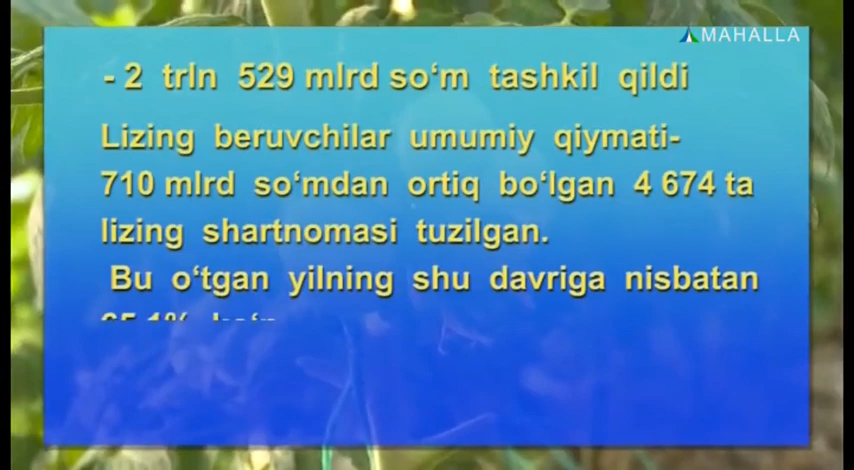 MAHALLA
- 2 trln 529 mlrd so‘m tashkil qildi
Lizing beruvchilar umumiy qiymati-
710 mlrd so‘mdan ortiq bo‘lgan 4 674 ta
lizing shartnomasi tuzilgan.
Bu o‘tgan yilning shu davriga nisbatan